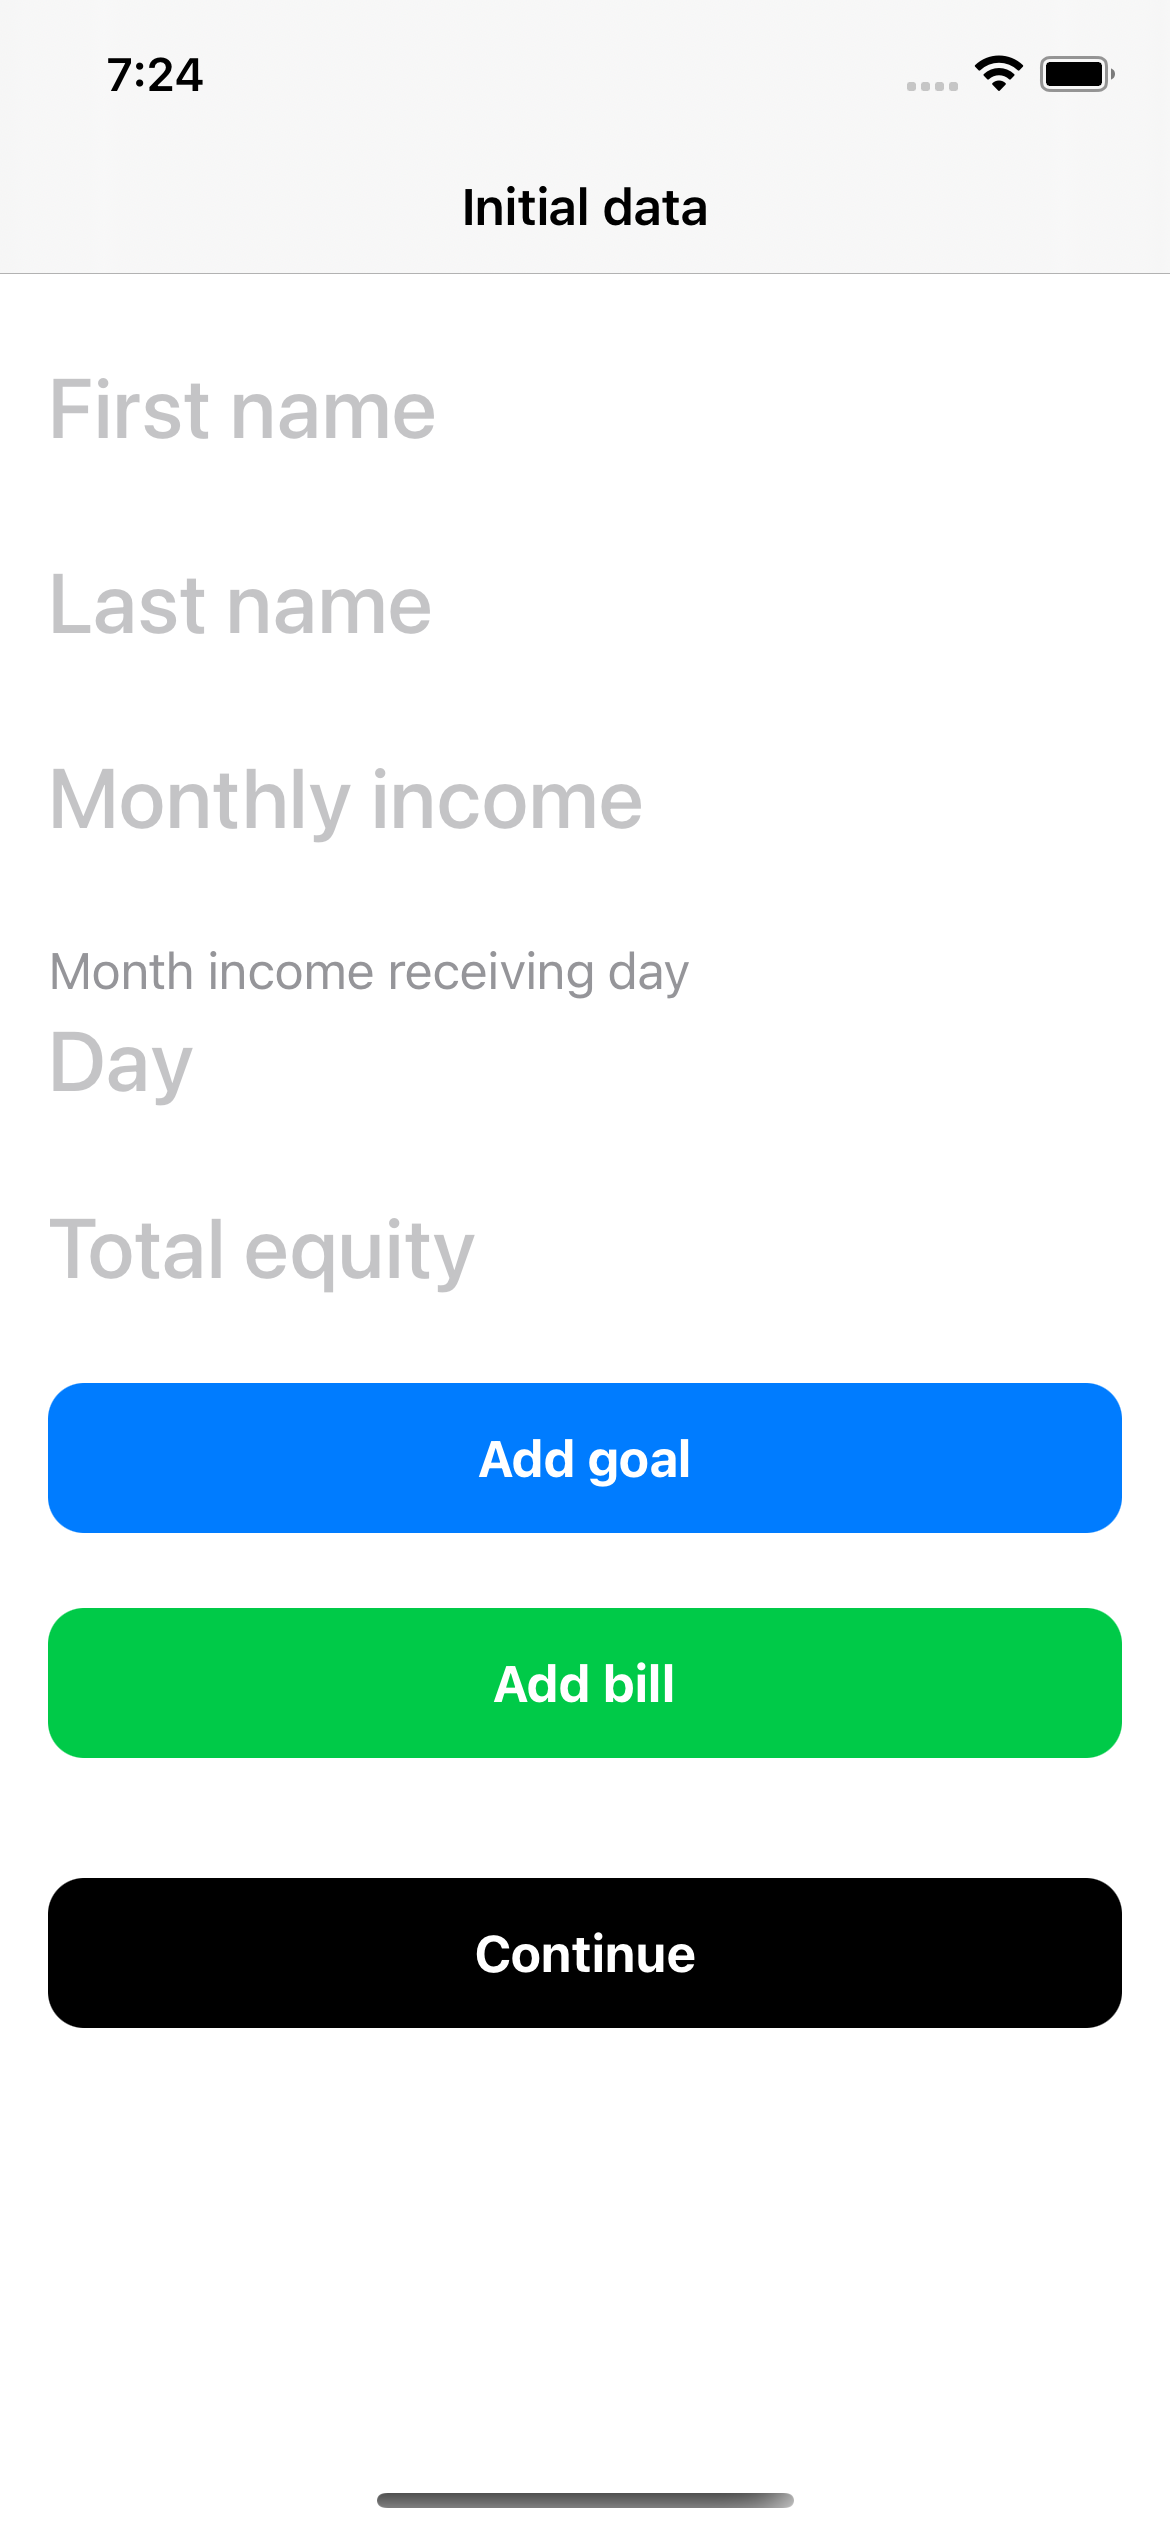 7:24
Initial data
First name
Last name
Monthly income
Month income receiving day
Day
Total equity
Add goal
Add bill
Continue